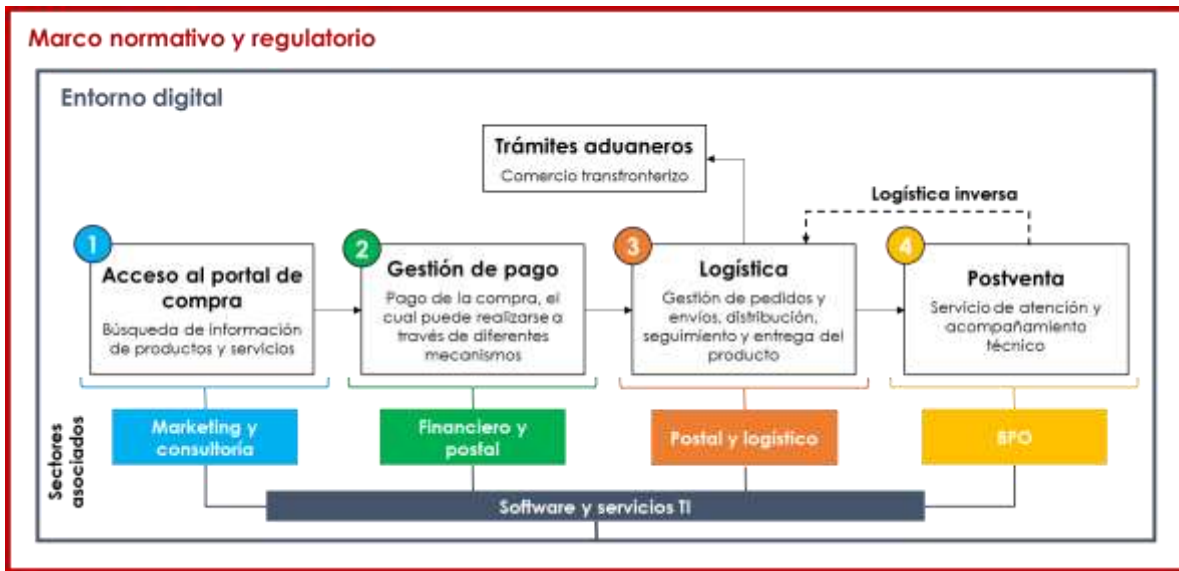 Marco normativo y regulatorio
Entorno digital
Trámites aduaneros
Comercio transfronterizo
Logística inversa
1
Acceso al portal de
compra
Búsqueda de información
de productos y servicios
2
Gestión de pago
Pago de la compra, el
cual puede realizarse a
través de diferentes
mecanismos
3
Logística
Gestión de pedidos y
envíos, distribución,
seguimiento y entrega del
producto
4
Postventa
Servicio de atención y
acompañamiento
técnico
Sectores
asociados
Marketing y
consultoría
Financiero y
postal
Postal y logístico
BPO
Software y servicios TI